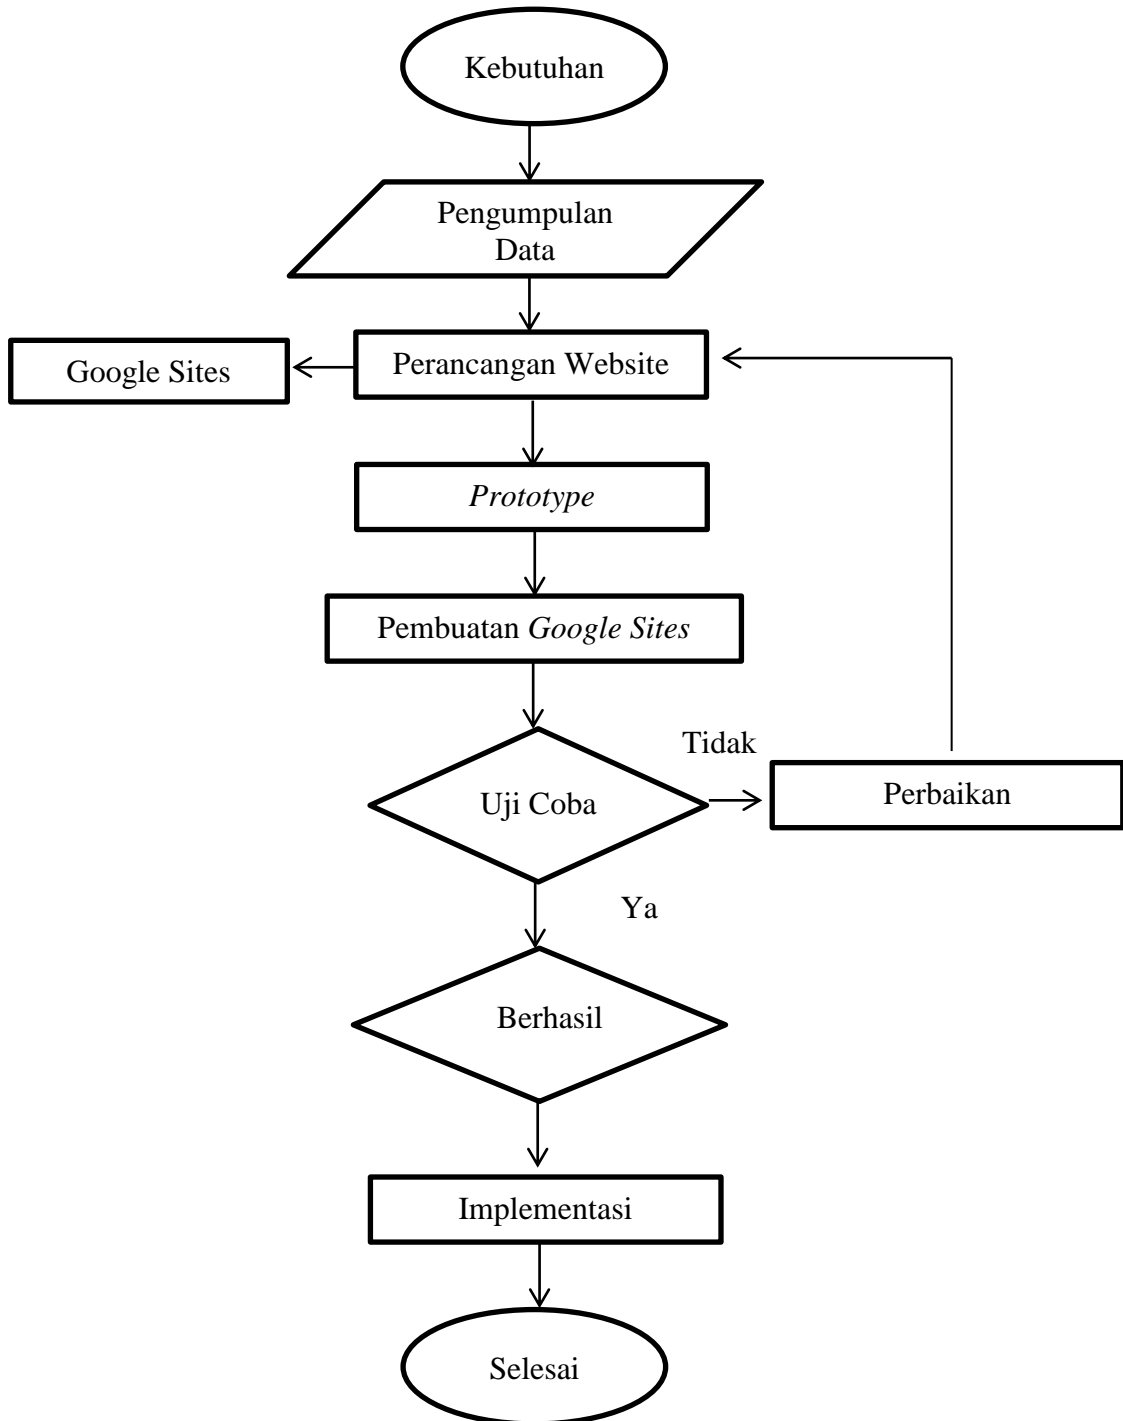 Kebutuhan
Pengumpulan
Data
Google Sites
Perancangan Website
Prototype
Pembuatan Google Sites
Tidak
Uji Coba
Perbaikan
Ya
Berhasil
Implementasi
Selesai